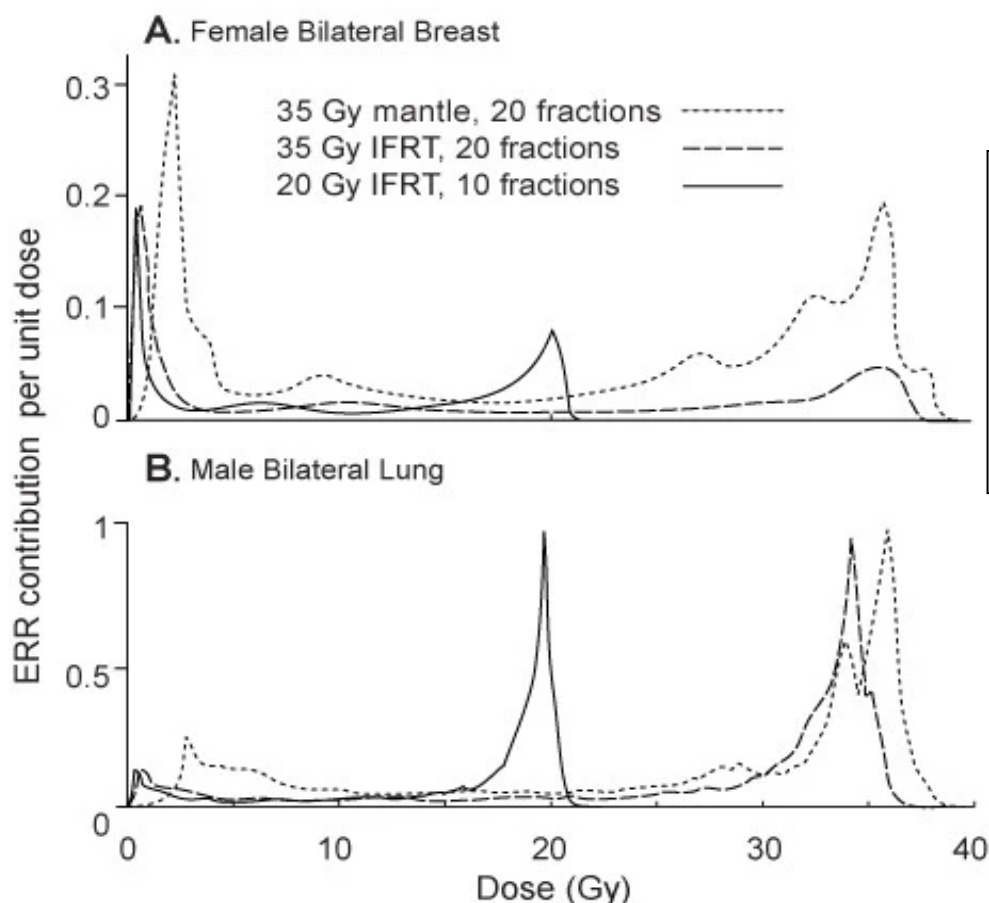 A. Female Bilateral Breast
0.3
35 Gy mantle, 20 fractions
35 Gy IFRT, 20 fractions
0.2
20 Gy IFRT, 10 fractions
0.1
0
B. Male Bilateral Lung
1
0.5
0
ERR contribution per unit dose
0 10 20 30 40
Dose (Gy)